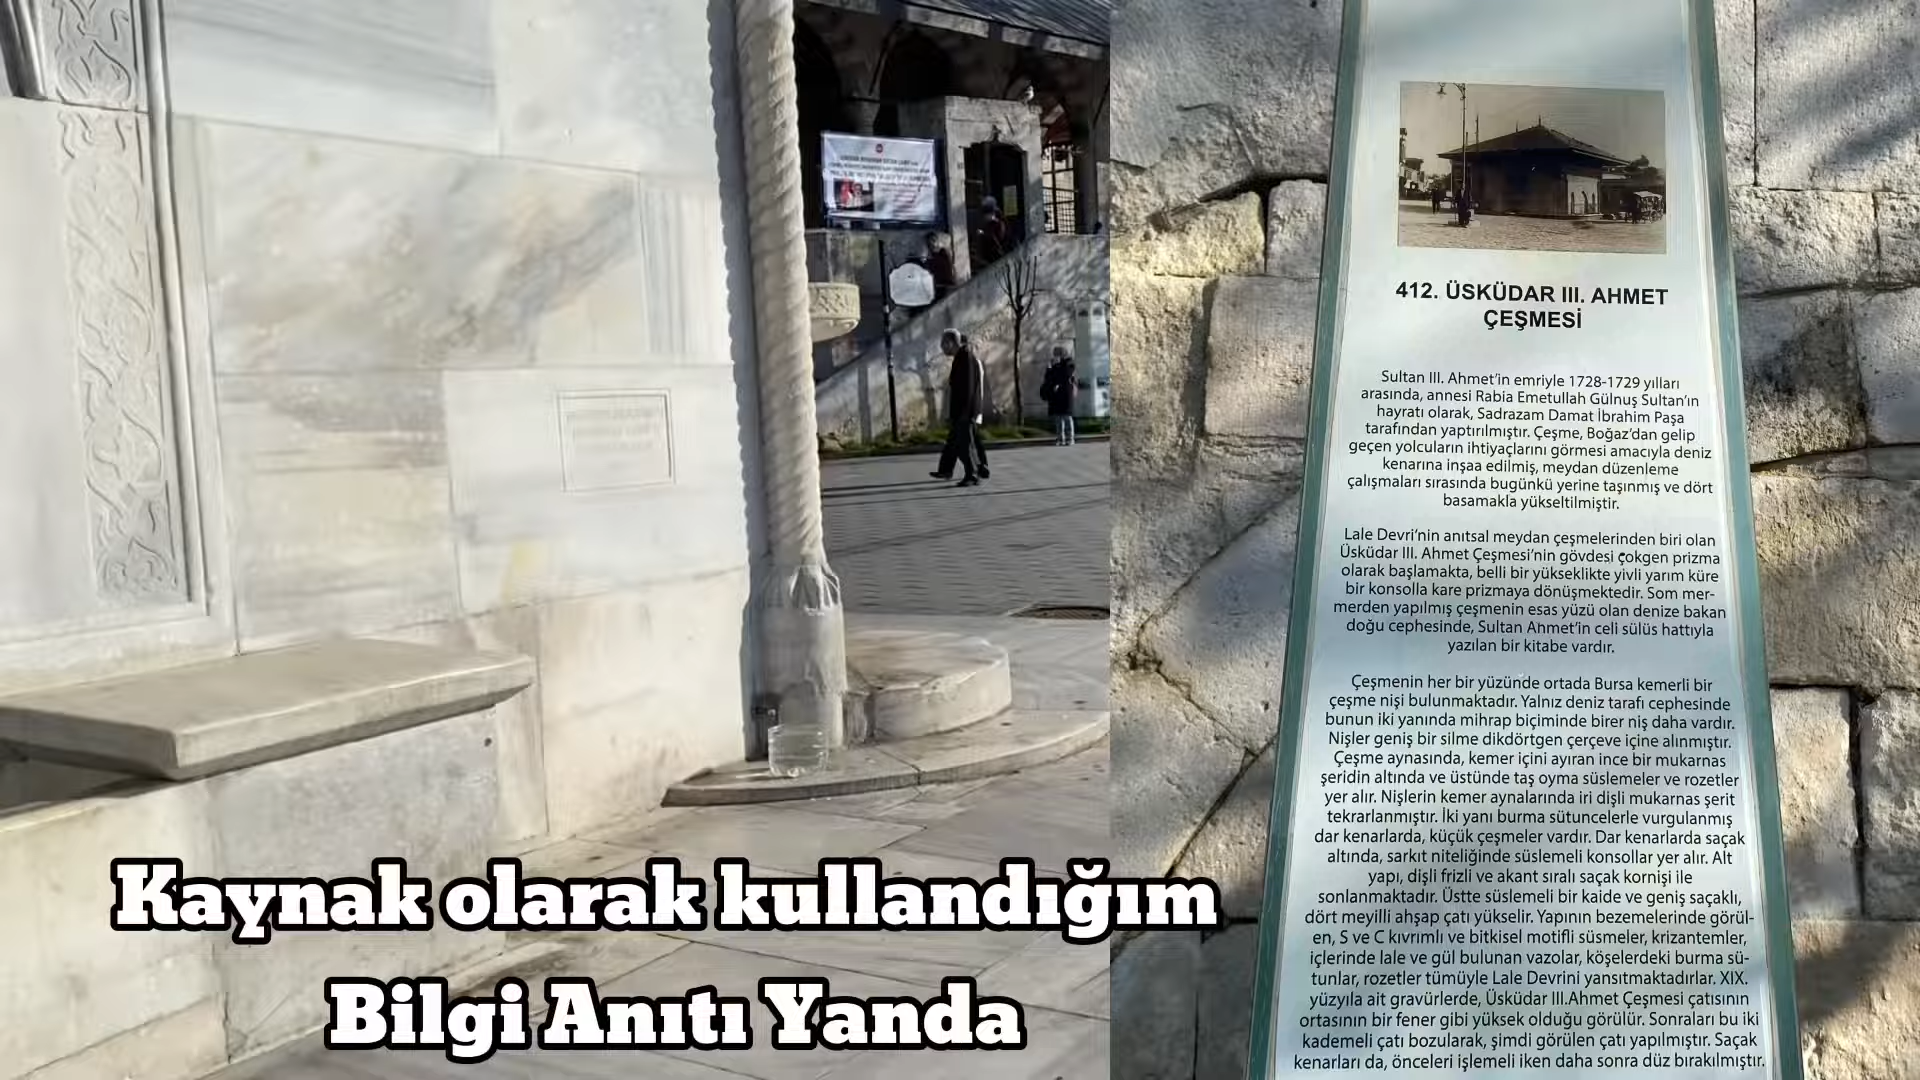 Kaynak olarak kullandığım
Bilgi Anıtı Yanda
412. ÜSKÜDAR III. AHMET
ÇEŞMESİ
Sultan III. Ahmet’in emriyle 1728-1729 yılları
arasında, annesi Rabia Emetullah Gülnuş Sultan’ın
hayratı olarak, Sadrazam Damat İbrahim Paşa
tarafından yaptırılmıştır. Çeşme, Boğaz’dan gelip
geçen yolcuların ihtiyaçlarını görmesi amacıyla deniz
kenarına inşaa edilmiş, meydan düzenleme
çalışmaları sırasında bugünkü yerine taşınmış ve dört
basamakla yükseltilmiştir.
Lale Devri’nin anıtsal meydan çeşmelerinden biri olan
Üsküdar III. Ahmet Çeşmesi’nin gövdesi çokgen prizma
olarak başlamakta, belli bir yükseklikte yivli yarım küre
bir konsolla kare prizmaya dönüşmektedir. Som mer-
merden yapılmış çeşmenin esas yüzü olan denize bakan
doğu cephesinde, Sultan Ahmet’in celi sülüs hattıyla
yazılan bir kitabe vardır.
Çeşmenin her bir yüzünde ortada Bursa kemerli bir
çeşme nişi bulunmaktadır. Yalnız deniz tarafı cephesinde
bunun iki yanında mihrap biçiminde birer niş daha vardır.
Nişler geniş bir silme dikdörtgen çerçeve içine alınmıştır.
Çeşme aynasında, kemer içini ayıran ince bir mukarnas
şeridin altında ve üstünde taş oyma süslemeler ve rozetler
yer alır. Nişlerin kemer aynalarında iri dişli mukarnas şerit
tekrarlanmıştır. İki yanı burma sütuncelerle vurgulanmış
dar kenarlarda, küçük çeşmeler vardır. Dar kenarlarda saçak
altında, sarkıt niteliğinde süslemeli konsollar yer alır. Alt
yapı, dişli frizli ve akant sıralı saçak kornişi ile
sonlanmaktadır. Üstte süslemeli bir kaide ve geniş saçaklı,
dört meyilli ahşap çatı yükselir. Yapının bezemelerinde görül-
en, S ve C kıvrımlı ve bitkisel motifli süsmeler, krizantemler,
içlerinde lale ve gül bulunan vazolar, köşelerdeki burma sü-
tunlar, rozetler tümüyle Lale Devrini yansıtmaktadırlar. XIX.
yüzyıla ait gravürlerde, Üsküdar III.Ahmet Çeşmesi çatısının
ortasının bir fener gibi yüksek olduğu görülür. Sonraları bu iki
kademeli çatı bozularak, şimdi görülen çatı yapılmıştır. Saçak
kenarları da, önceleri işlemeli iken daha sonra düz bırakılmıştır.